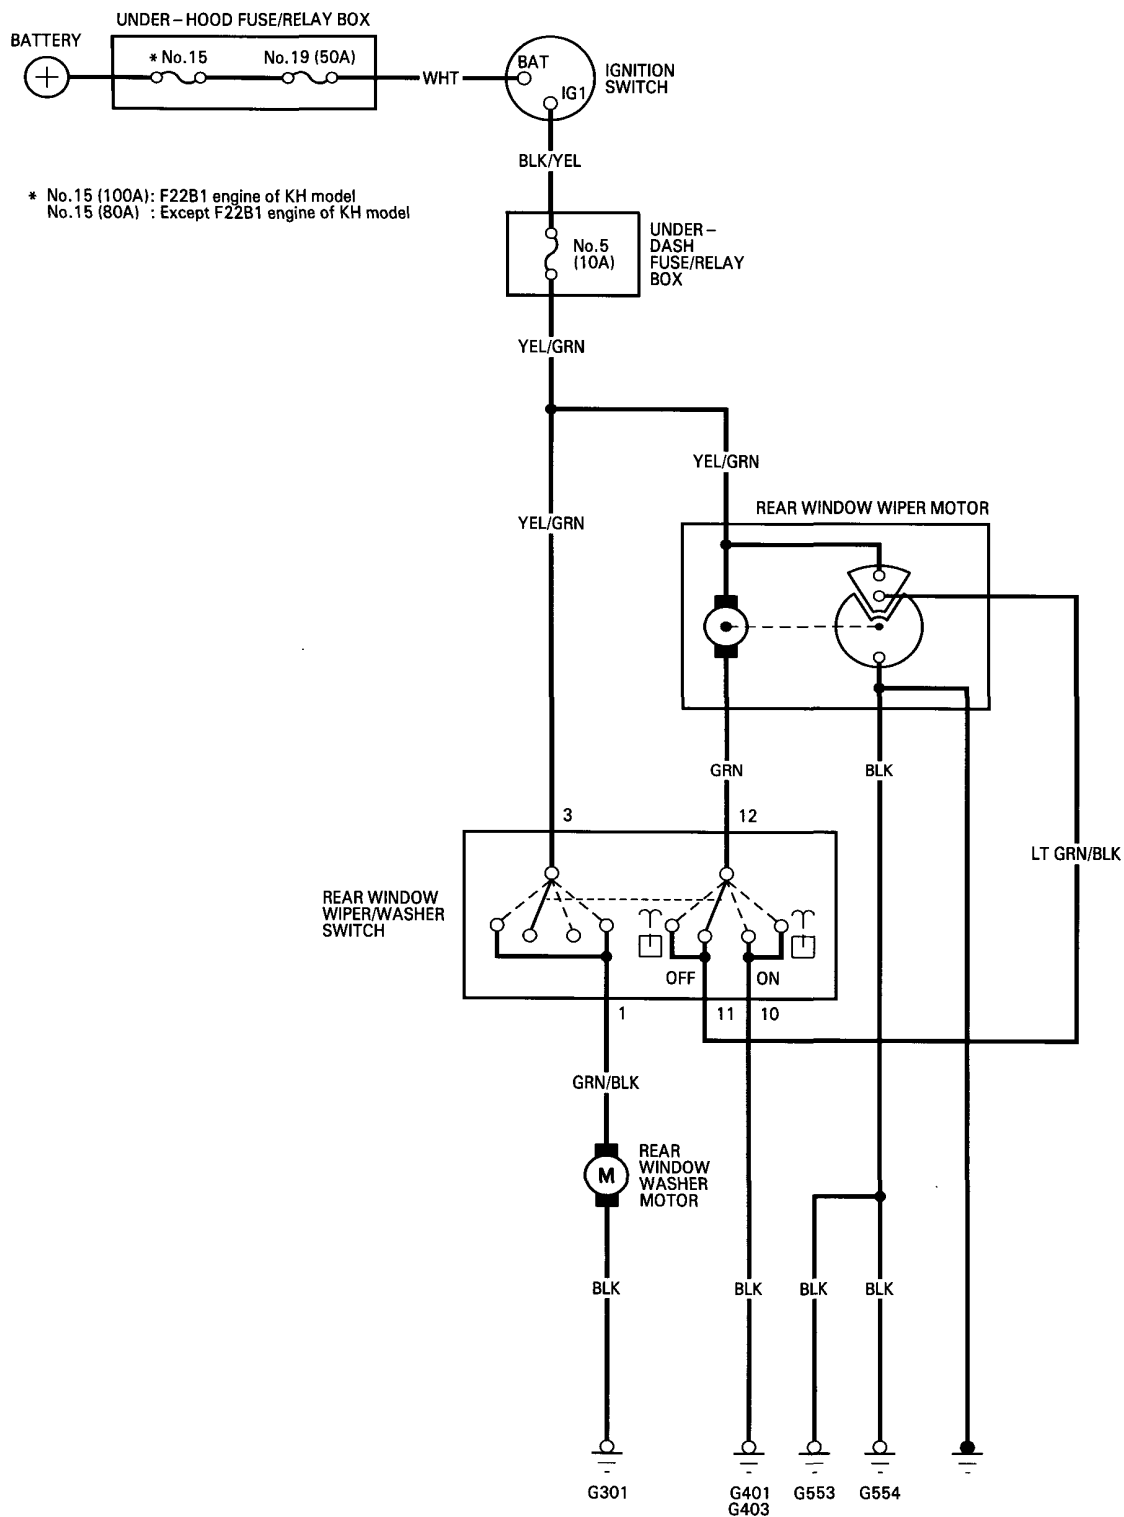 UNDER-HOOD FUSE/RELAY BOX
BATTERY
* No.15
No.19 (50A)
WHT
BAT
IG1
IGNITION
SWITCH
BLK/YEL
* No.15 (100A): F22B1 engine of KH model
No.15 (80A) : Except F22B1 engine of KH model
No.5
(10A)
UNDER-
DASH
FUSE/RELAY
BOX
YEL/GRN
YEL/GRN
YEL/GRN
REAR WINDOW WIPER MOTOR
GRN
BLK
3
12
LT GRN/BLK
REAR WINDOW
WIPER/WASHER
SWITCH
OFF
ON
1
11
10
GRN/BLK
M
REAR
WINDOW
WASHER
MOTOR
BLK
BLK
BLK
BLK
G301
G401
G403
G553
G554